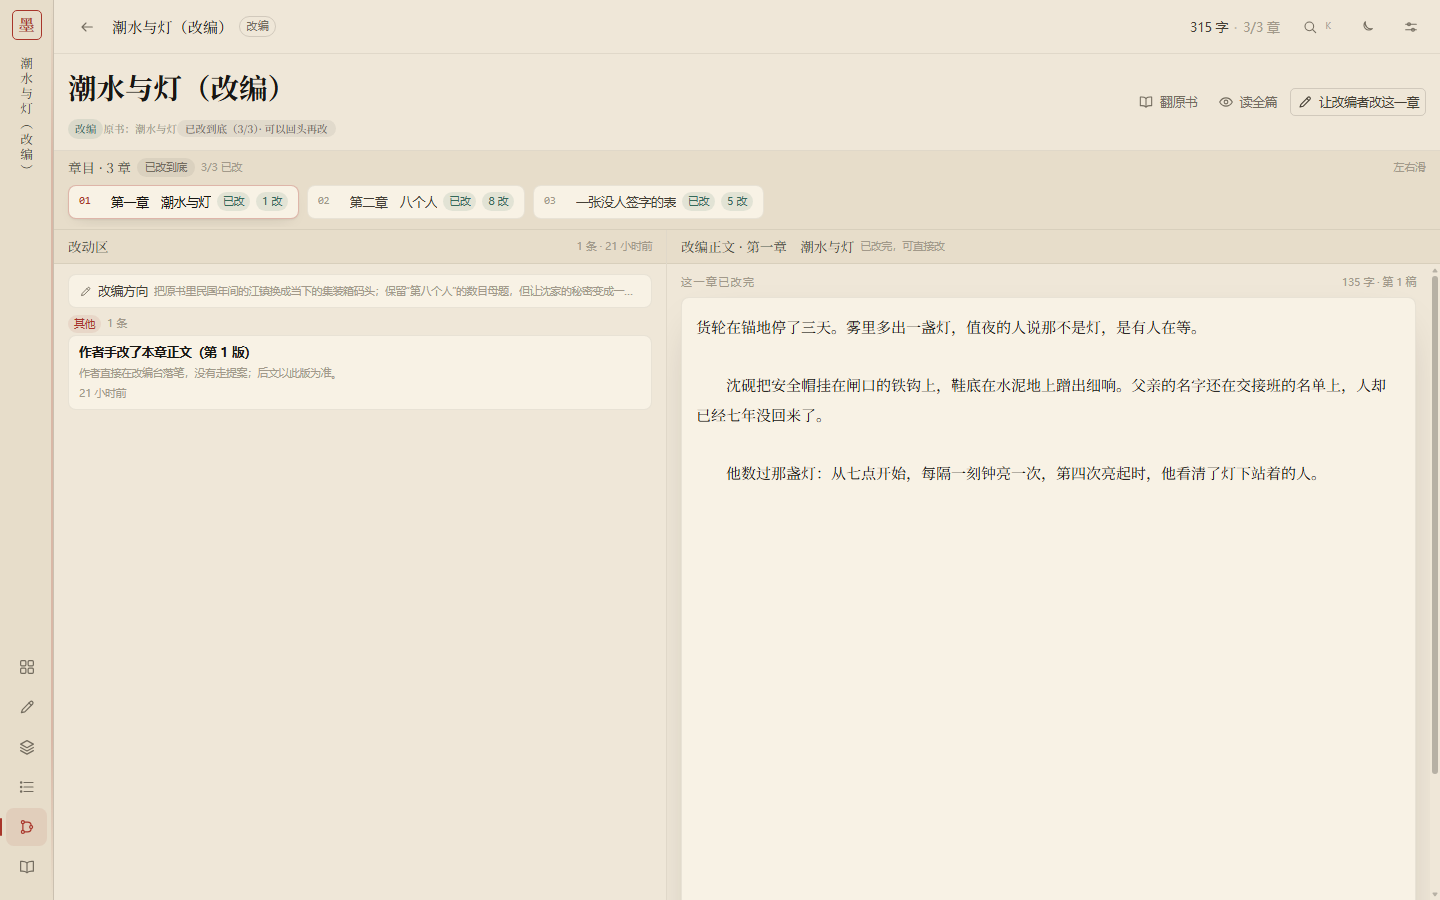 墨
潮水与灯（改编）
潮水与灯（改编） 改编
315 字 · 3/3 章 K
潮水与灯（改编）
改编 原书：潮水与灯 已改到底（3/3）· 可以回头再改
翻原书 读全篇 让改编者改这一章
章目 · 3 章 已改到底 3/3 已改 左右滑
01 第一章 潮水与灯 已改 1 改
02 第二章 八个人 已改 8 改
03 一张没人签字的表 已改 5 改
改动区 1 条 · 21 小时前
改编方向 把原书里民国年间的江镇换成当下的集装箱码头；保留“第八个人”的数目母题，但让沈家的秘密变成一…
其他 1 条
作者手改了本章正文（第 1 版）
作者直接在改编台落笔，没有走提案；后文以此版为准。
21 小时前
改编正文 · 第一章 潮水与灯 已改完，可直接改
这一章已改完 135 字 · 第 1 稿
货轮在锚地停了三天。雾里多出一盏灯，值夜的人说那不是灯，是有人在等。
沈砚把安全帽挂在闸口的铁钩上，鞋底在水泥地上蹭出细响。父亲的名字还在交接班的名单上，人却
已经七年没回来了。
他数过那盏灯：从七点开始，每隔一刻钟亮一次，第四次亮起时，他看清了灯下站着的人。